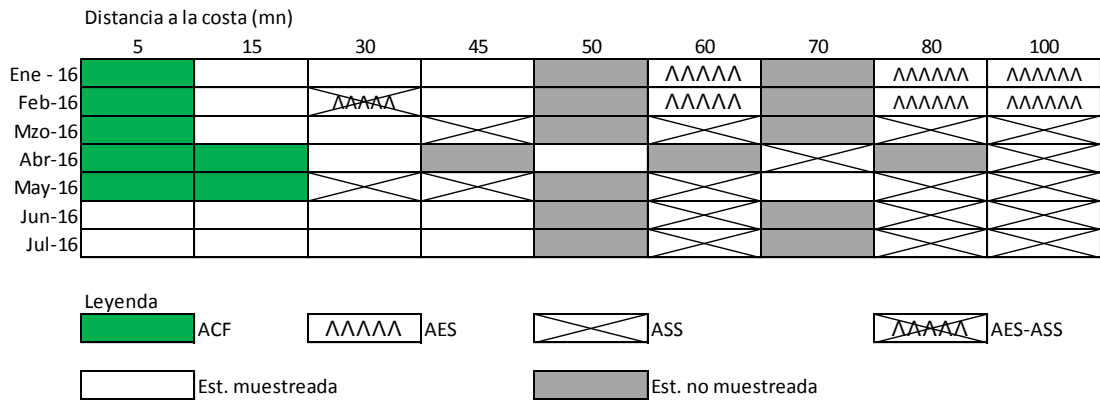 Distancia a la costa (mn)
5 15 30 45 50 60 70 80 100
Ene - 16 ΛΛΛΛΛ ΛΛΛΛΛΛ ΛΛΛΛΛΛ
Feb-16 ΛΛΛΛΛ ΛΛΛΛΛ ΛΛΛΛΛΛ ΛΛΛΛΛΛ
Mzo-16
Abr-16
May-16
Jun-16
Jul-16
Leyenda
ACF ΛΛΛΛΛ AES ASS ΛΛΛΛΛ AES-ASS
Est. muestreada Est. no muestreada